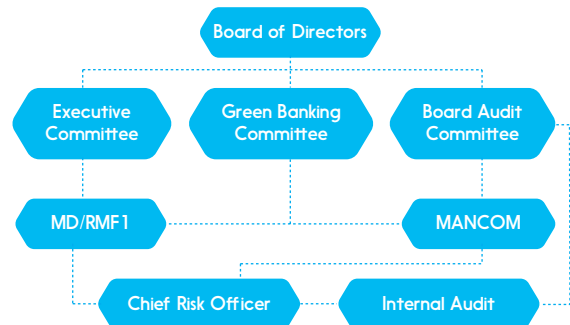 Board of Directors
Executive
Committee
Green Banking
Committee
Board Audit
Committee
MD/RMF1
MANCOM
Chief Risk Officer
Internal Audit